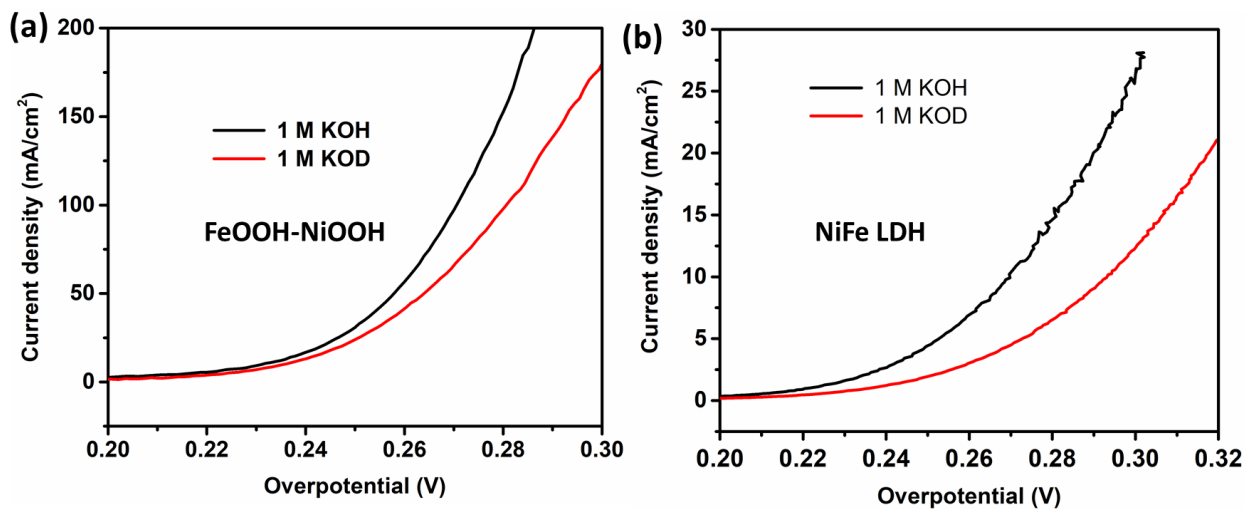 (a)
200
150
100
50
0
Current density (mA/cm²)
1 M KOH
1 M KOD
FeOOH-NiOOH
0.20
0.22
0.24
0.26
0.28
0.30
Overpotential (V)
(b)
30
25
20
15
10
5
0
Current density (mA/cm²)
1 M KOH
1 M KOD
NiFe LDH
0.20
0.22
0.24
0.26
0.28
0.30
0.32
Overpotential (V)